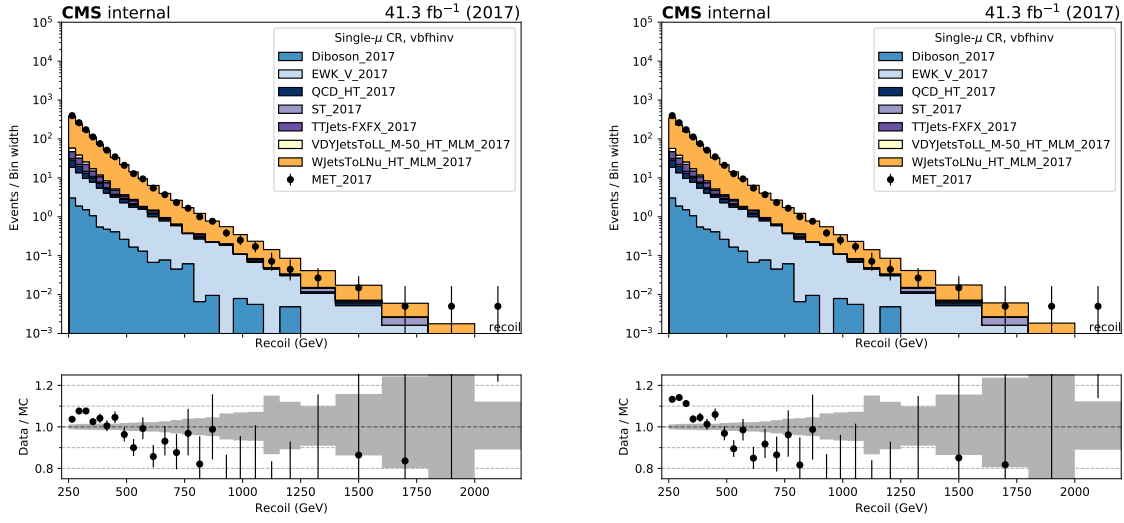 CMS internal 41.3 fb⁻¹ (2017)
10⁵
10⁴
10³
10²
10¹
10⁰
10⁻¹
10⁻²
10⁻³
Events / Bin width
Single-μ CR, vbfhinv
Diboson_2017
EWK_V_2017
QCD_HT_2017
ST_2017
TTJets-FXFX_2017
VDYJetsToLL_M-50_HT_MLM_2017
WJetsToLNu_HT_MLM_2017
MET_2017
recoil
Recoil (GeV)
1.2
1.0
0.8
Data / MC
250 500 750 1000 1250 1500 1750 2000
Recoil (GeV)
CMS internal 41.3 fb⁻¹ (2017)
10⁵
10⁴
10³
10²
10¹
10⁰
10⁻¹
10⁻²
10⁻³
Events / Bin width
Single-μ CR, vbfhinv
Diboson_2017
EWK_V_2017
QCD_HT_2017
ST_2017
TTJets-FXFX_2017
VDYJetsToLL_M-50_HT_MLM_2017
WJetsToLNu_HT_MLM_2017
MET_2017
recoil
Recoil (GeV)
1.2
1.0
0.8
Data / MC
250 500 750 1000 1250 1500 1750 2000
Recoil (GeV)